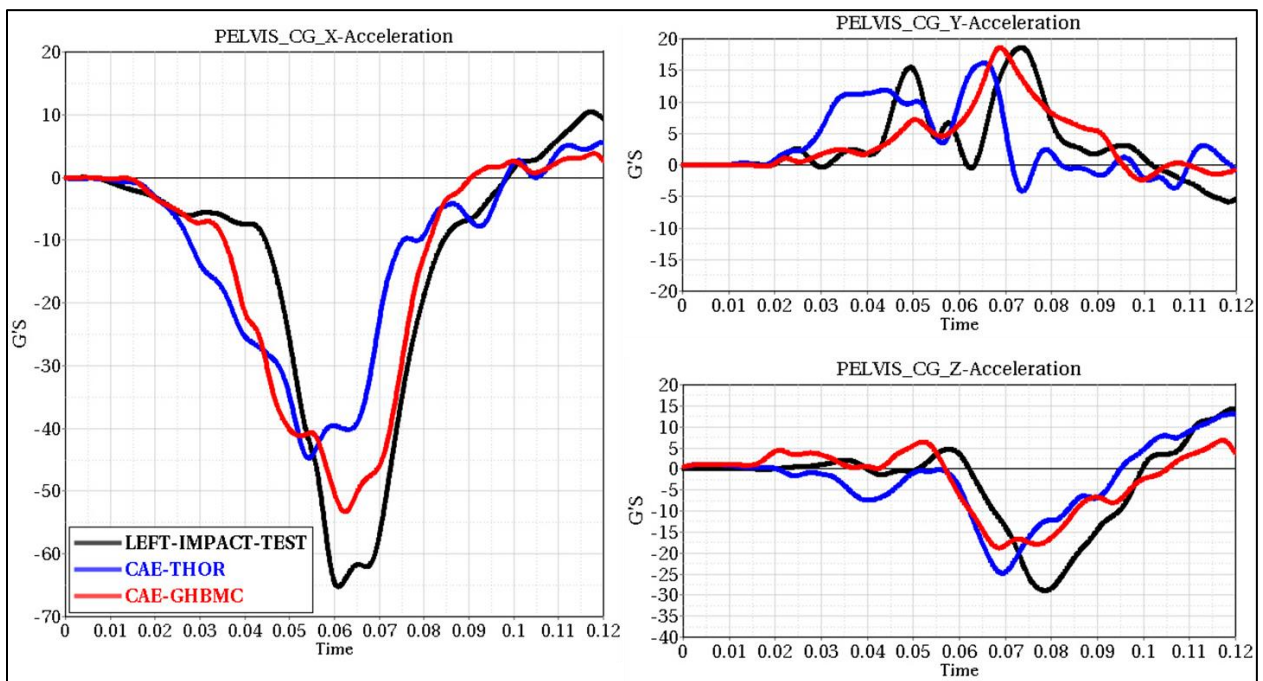 PELVIS_CG_X-Acceleration
20
10
0
-10
-20
-30
-40
-50
-60
-70
G'S
LEFT-IMPACT-TEST
CAE-THOR
CAE-GHBMC
0 0.01 0.02 0.03 0.04 0.05 0.06 0.07 0.08 0.09 0.1 0.11 0.12
Time
PELVIS_CG_Y-Acceleration
20
15
10
5
0
-5
-10
-15
-20
G'S
0 0.01 0.02 0.03 0.04 0.05 0.06 0.07 0.08 0.09 0.1 0.11 0.12
Time
PELVIS_CG_Z-Acceleration
20
15
10
5
0
-5
-10
-15
-20
-25
-30
-35
-40
G'S
0 0.01 0.02 0.03 0.04 0.05 0.06 0.07 0.08 0.09 0.1 0.11 0.12
Time